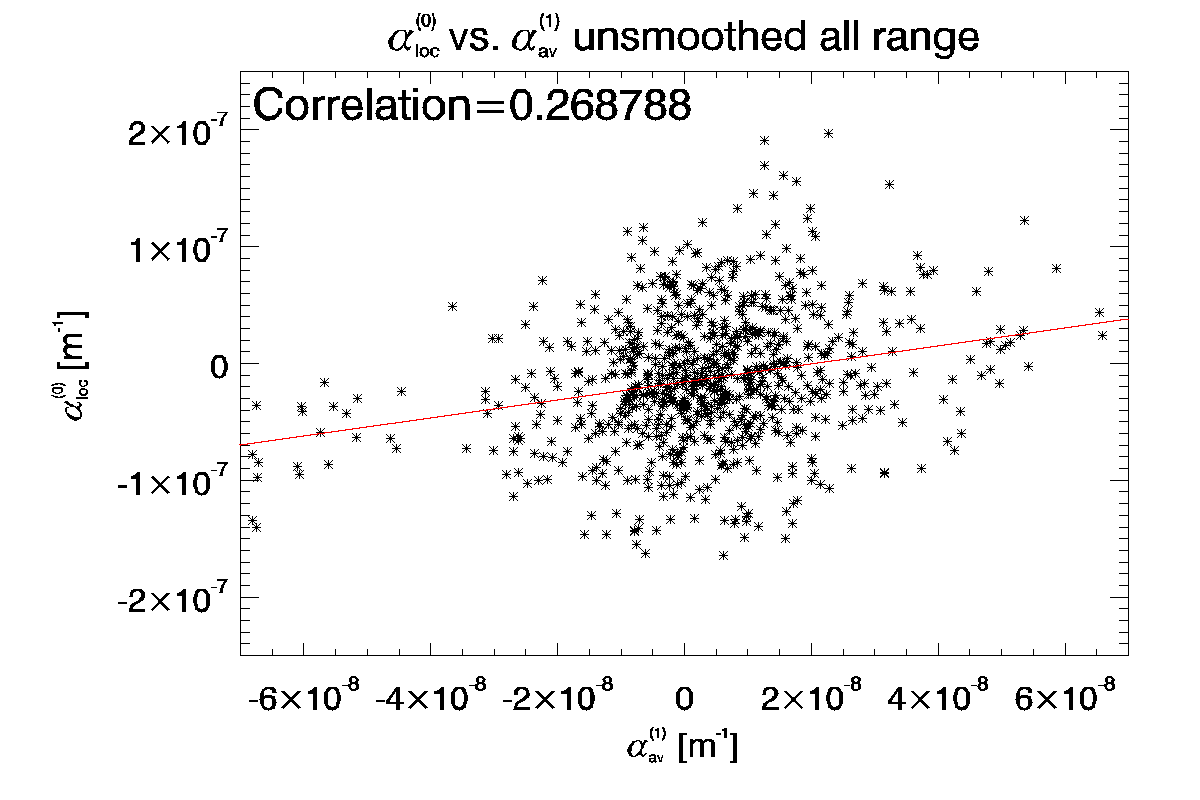 α_loc^(0) vs. α_av^(1) unsmoothed all range
Correlation=0.268788
2×10^-7
1×10^-7
0
-1×10^-7
-2×10^-7
α_loc^(0) [m^-1]
-6×10^-8 -4×10^-8 -2×10^-8 0 2×10^-8 4×10^-8 6×10^-8
α_av^(1) [m^-1]